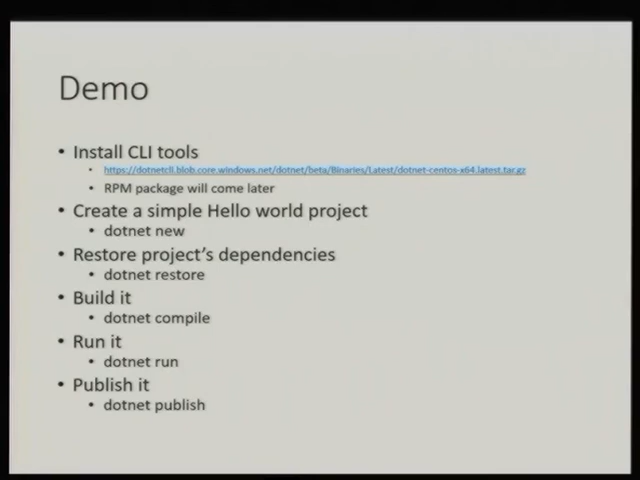 Demo
• Install CLI tools
• https://dotnetcli.blob.core.windows.net/dotnet/beta/Binaries/Latest/dotnet-centos-x64.latest.tar.gz
• RPM package will come later
• Create a simple Hello world project
• dotnet new
• Restore project's dependencies
• dotnet restore
• Build it
• dotnet compile
• Run it
• dotnet run
• Publish it
• dotnet publish